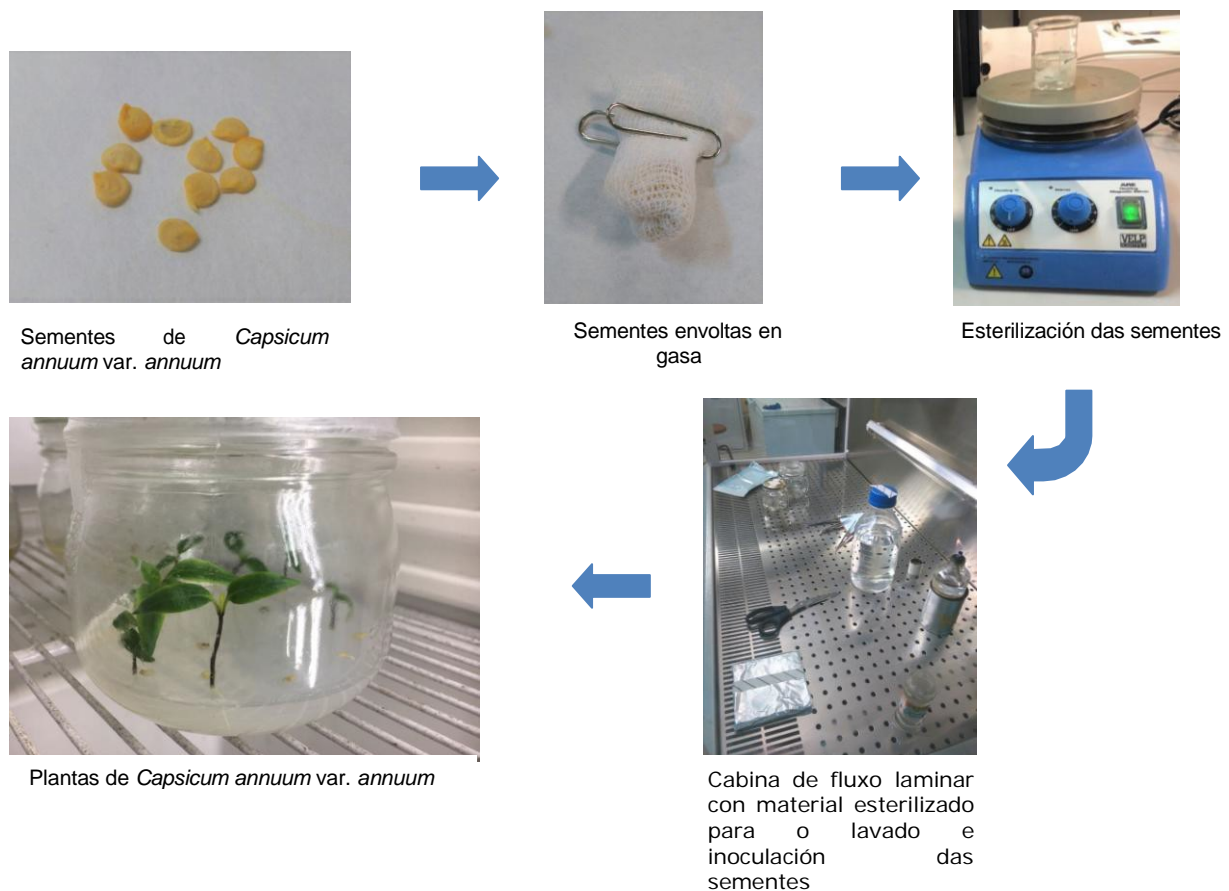 Sementes de Capsicum
annuum var. annuum
Sementes envoltas en
gasa
VELP
Esterilización das sementes
Cabina de fluxo laminar
con material esterilizado
para o lavado e
inoculación das
sementes
Plantas de Capsicum annuum var. annuum